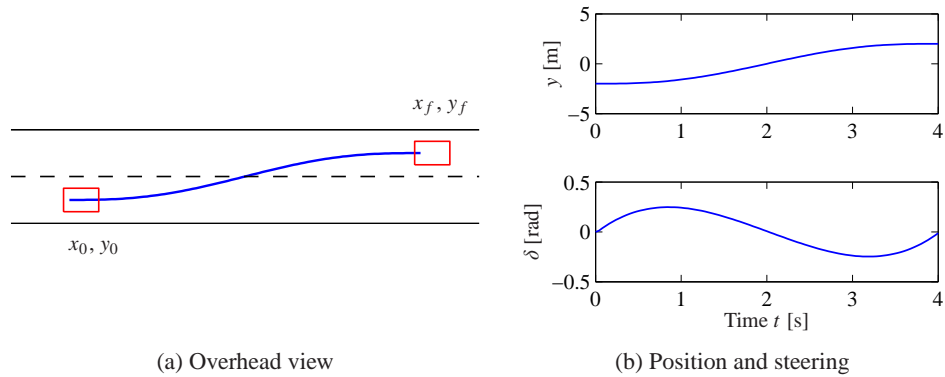 x_f, y_f
x_0, y_0
(a) Overhead view
5
0
−5
y [m]
0 1 2 3 4
0.5
0
−0.5
δ [rad]
0 1 2 3 4
Time t [s]
(b) Position and steering